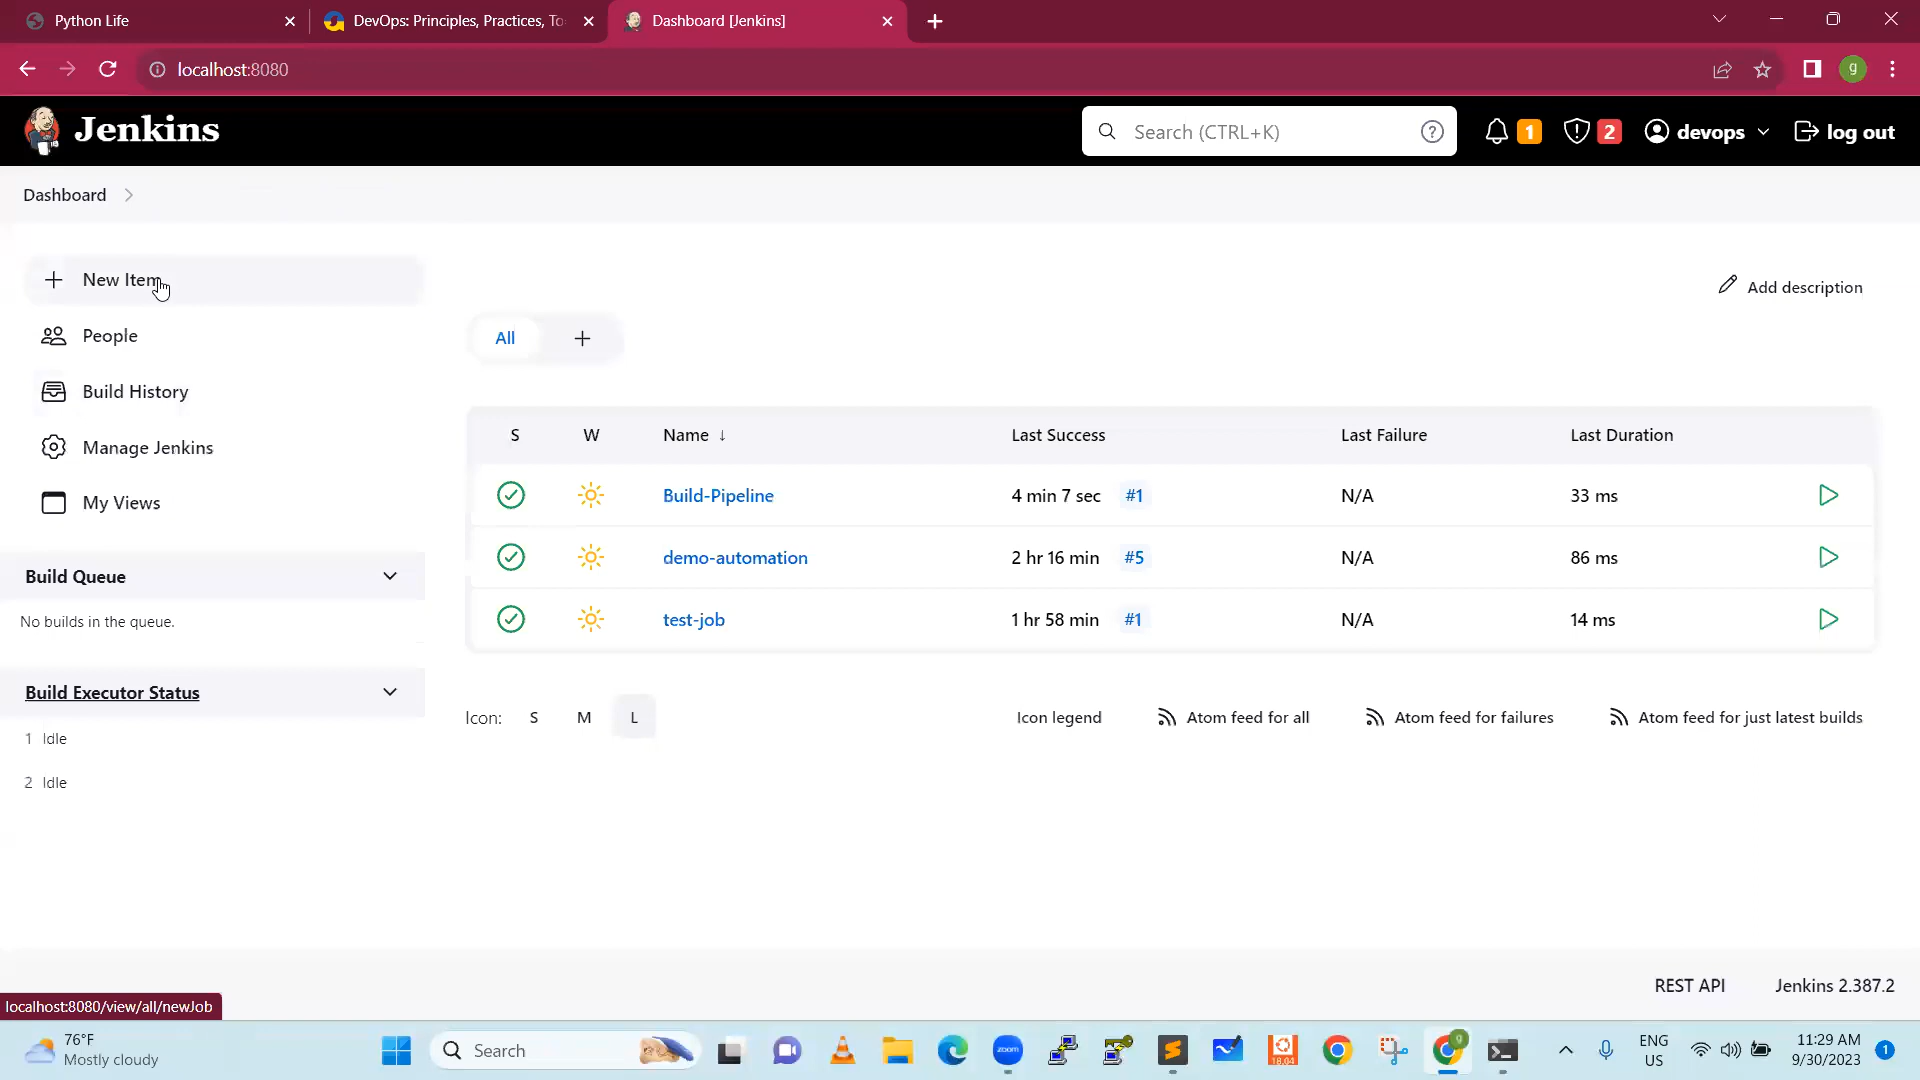 Python Life
DevOps: Principles, Practices, To
Dashboard [Jenkins]
localhost:8080
g
Jenkins
Search (CTRL+K)
1
2
devops
log out
Dashboard
New Item
People
Build History
Manage Jenkins
My Views
Build Queue
No builds in the queue.
Build Executor Status
1 Idle
2 Idle
Add description
All
S W Name ↓ Last Success Last Failure Last Duration
Build-Pipeline 4 min 7 sec #1 N/A 33 ms
demo-automation 2 hr 16 min #5 N/A 86 ms
test-job 1 hr 58 min #1 N/A 14 ms
Icon: S M L
Icon legend Atom feed for all Atom feed for failures Atom feed for just latest builds
REST API Jenkins 2.387.2
localhost:8080/view/all/newJob
76°F
Mostly cloudy
Search
zoom
18.04
g
ENG
US
11:29 AM
9/30/2023
1